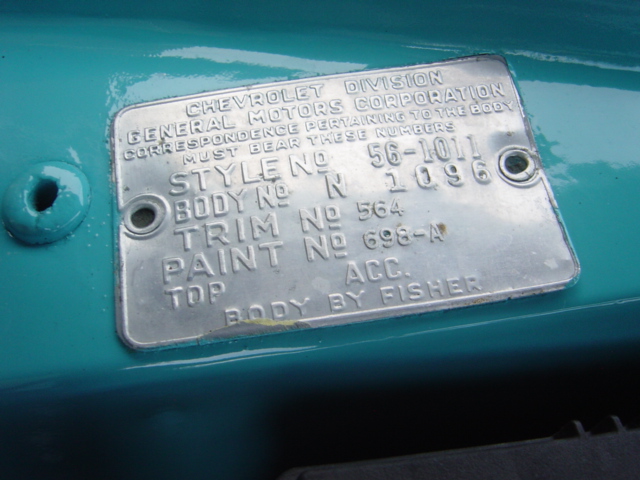 CHEVROLET DIVISION
GENERAL MOTORS CORPORATION
CORRESPONDENCE PERTAINING TO THE BODY
MUST BEAR THESE NUMBERS
STYLE NO 56-1011
BODY NO N 1096
TRIM NO 564
PAINT NO 698-A
TOP ACC.
BODY BY FISHER